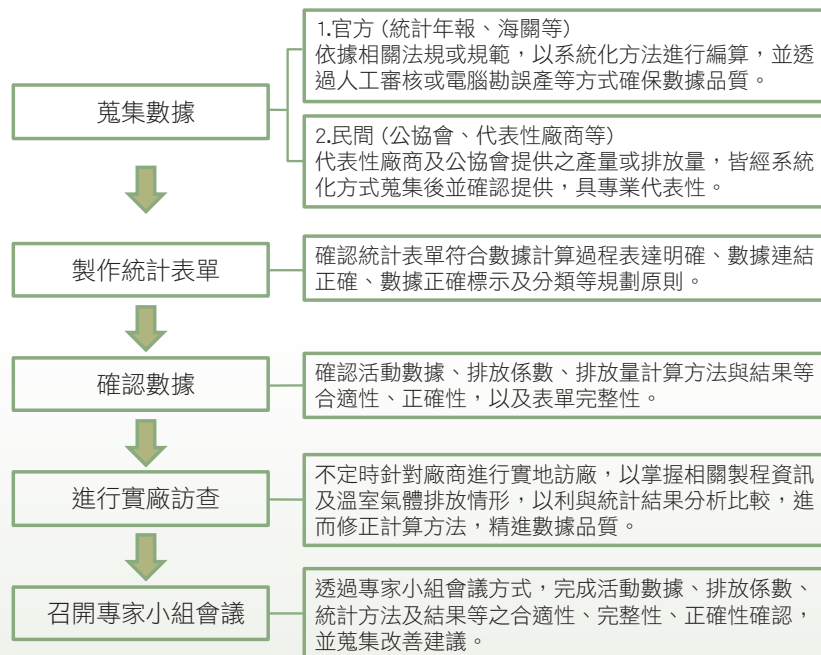 蒐集數據
1.官方 (統計年報、海關等)
依據相關法規或規範，以系統化方法進行編算，並透
過人工審核或電腦勘誤產等方式確保數據品質。
2.民間 (公協會、代表性廠商等)
代表性廠商及公協會提供之產量或排放量，皆經系統
化方式蒐集後並確認提供，具專業代表性。
製作統計表單
確認統計表單符合數據計算過程表達明確、數據連結
正確、數據正確標示及分類等規劃原則。
確認數據
確認活動數據、排放係數、排放量計算方法與結果等
合適性、正確性，以及表單完整性。
進行實廠訪查
不定時針對廠商進行實地訪廠，以掌握相關製程資訊
及溫室氣體排放情形，以利與統計結果分析比較，進
而修正計算方法，精進數據品質。
召開專家小組會議
透過專家小組會議方式，完成活動數據、排放係數、
統計方法及結果等之合適性、完整性、正確性確認，
並蒐集改善建議。